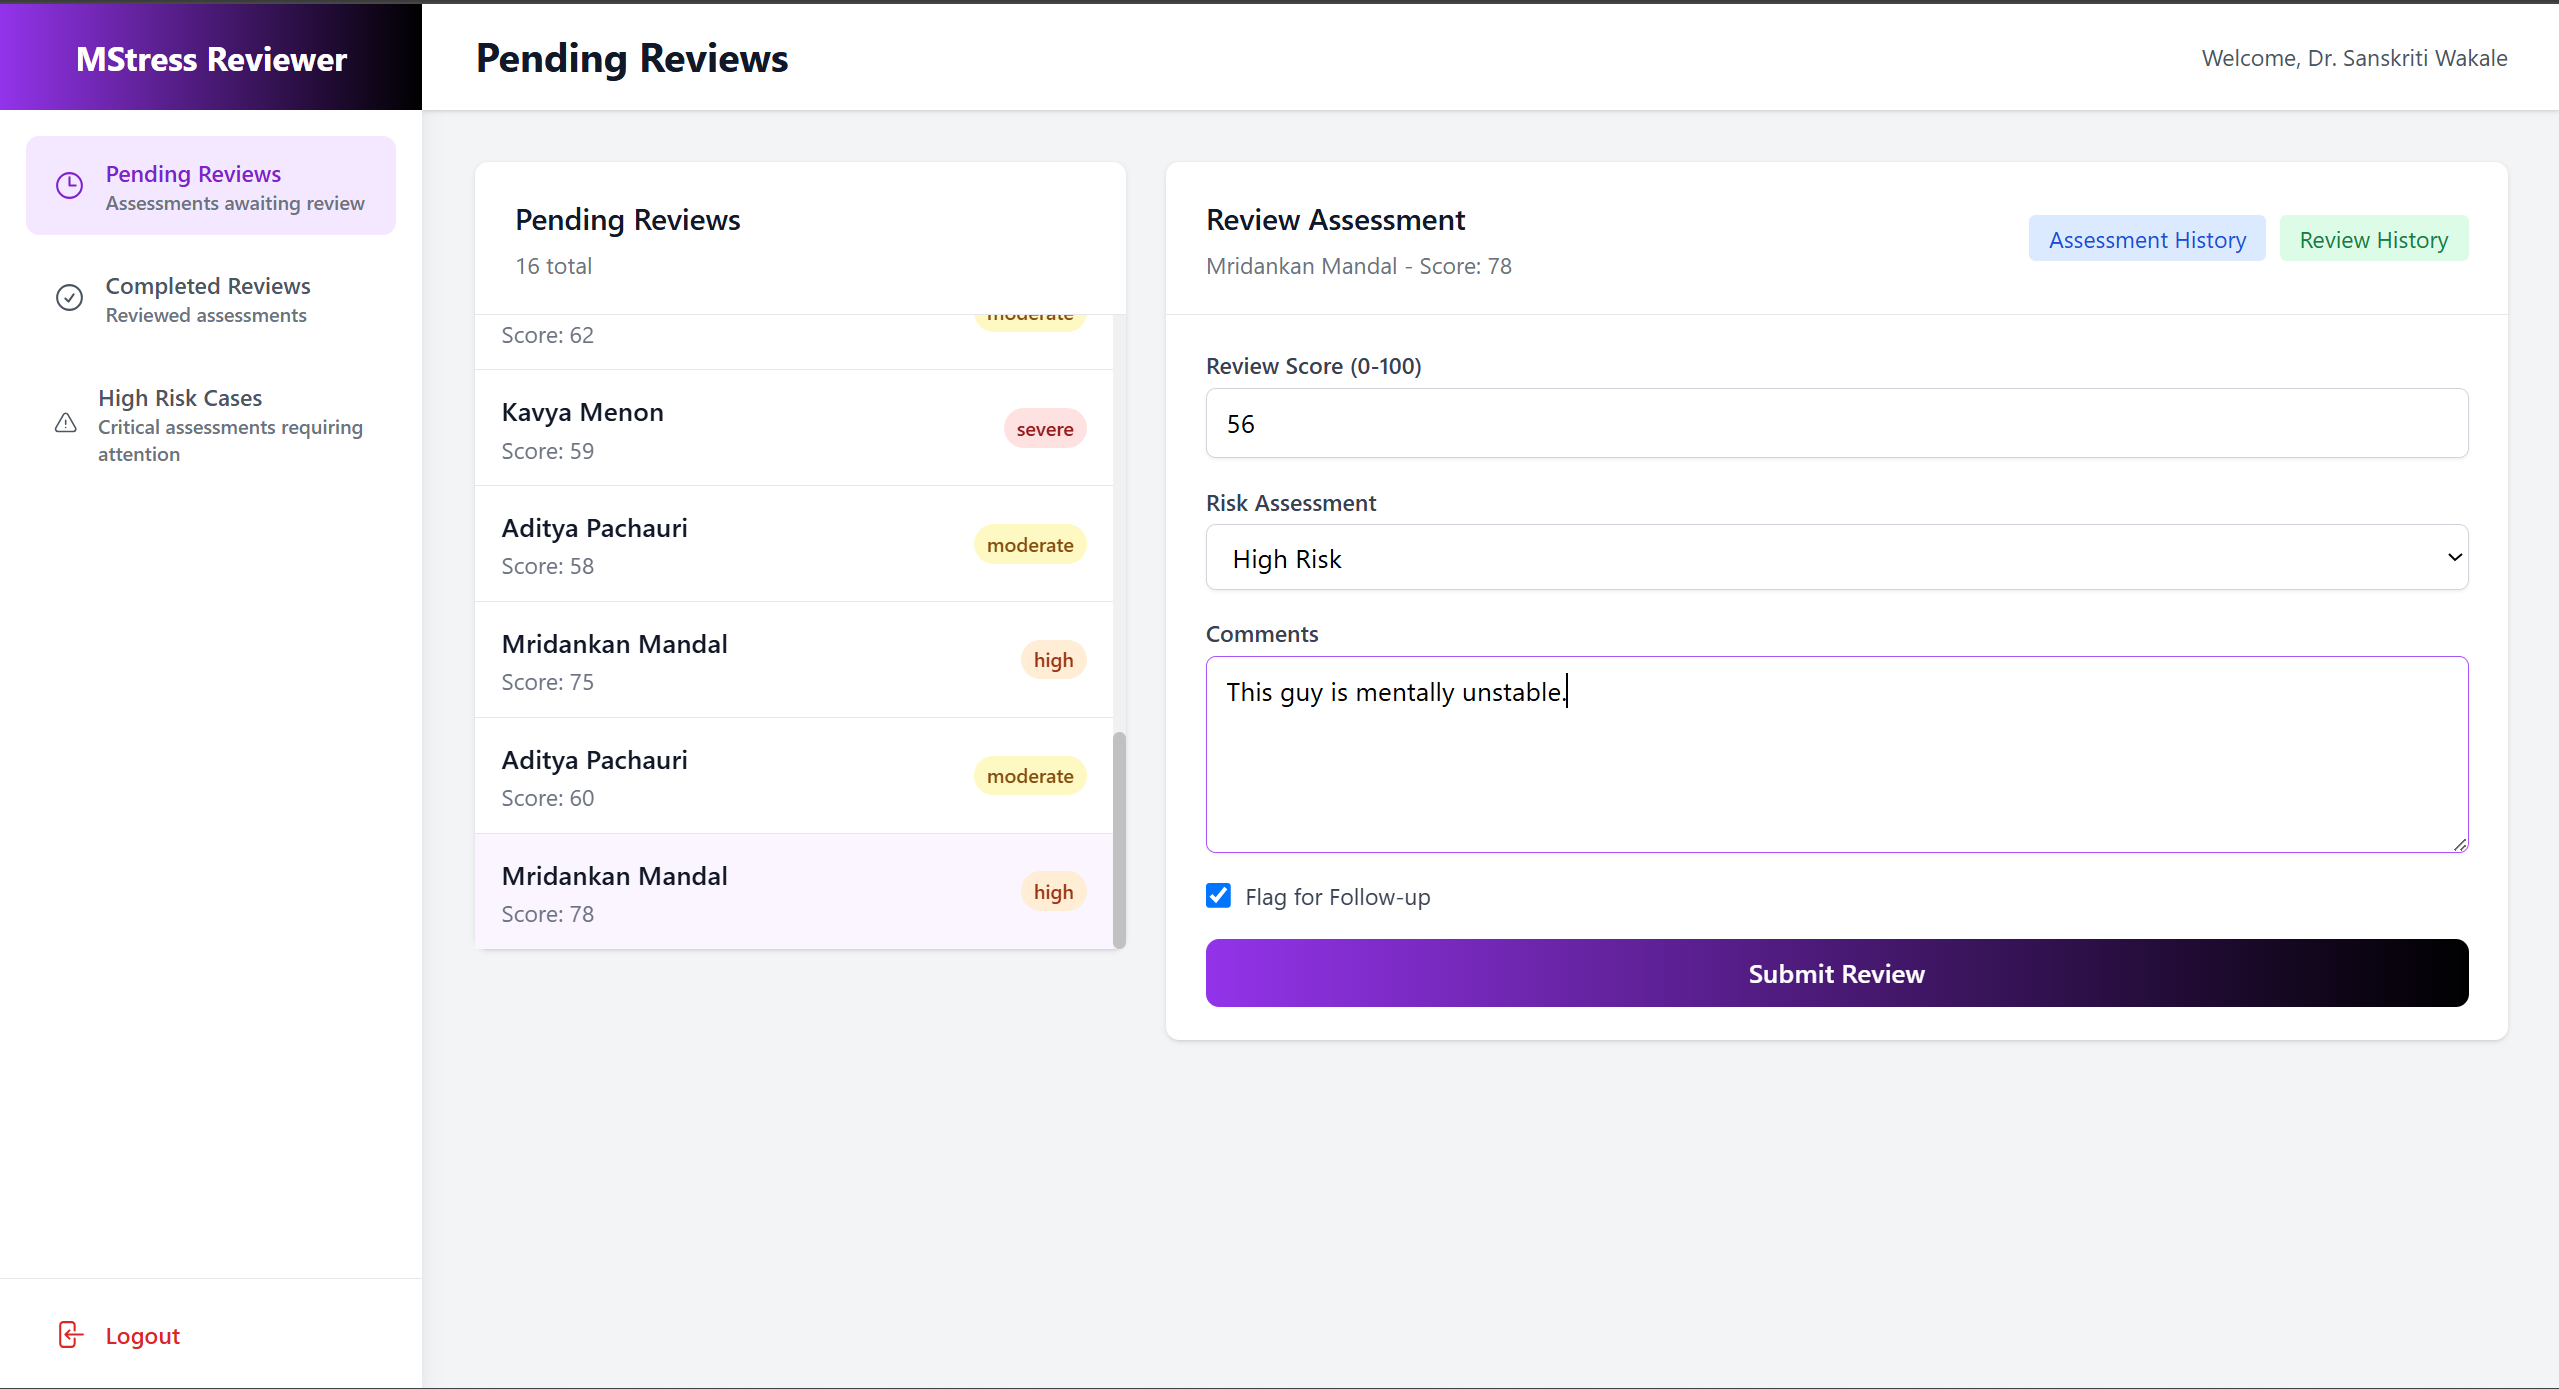 MStress Reviewer
Pending Reviews
Welcome, Dr. Sanskriti Wakale
Pending Reviews
Assessments awaiting review
Completed Reviews
Reviewed assessments
High Risk Cases
Critical assessments requiring
attention
Logout
Pending Reviews
16 total
moderate
Score: 62
Kavya Menon
severe
Score: 59
Aditya Pachauri
moderate
Score: 58
Mridankan Mandal
high
Score: 75
Aditya Pachauri
moderate
Score: 60
Mridankan Mandal
high
Score: 78
Review Assessment
Mridankan Mandal - Score: 78
Assessment History
Review History
Review Score (0-100)
56
Risk Assessment
High Risk
Comments
This guy is mentally unstable.
Flag for Follow-up
Submit Review